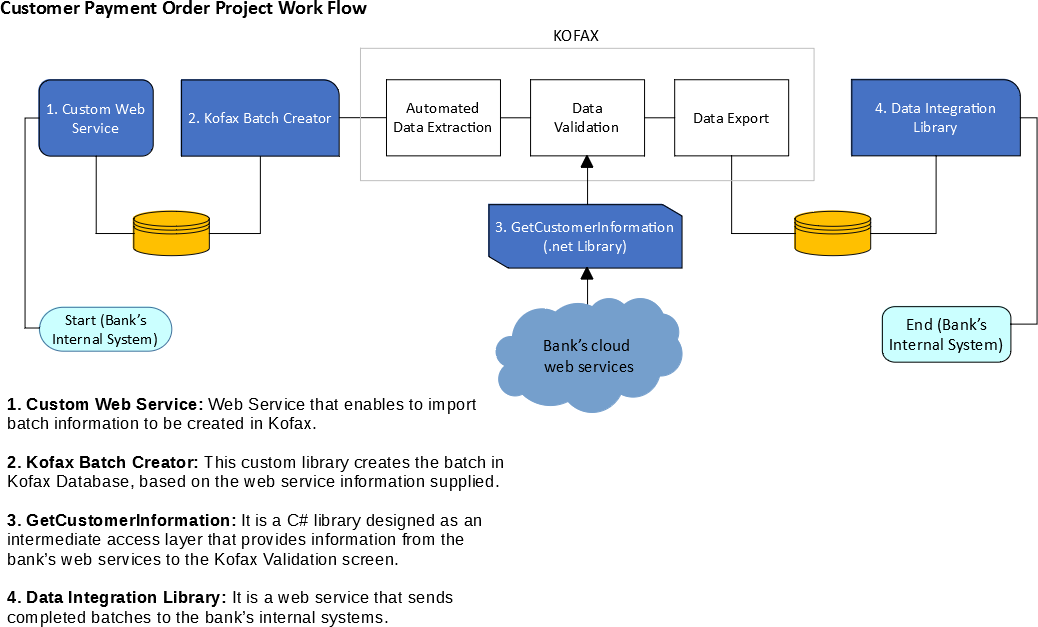 Customer Payment Order Project Work Flow
KOFAX
1. Custom Web
Service
2. Kofax Batch Creator
Automated
Data Extraction
Data
Validation
Data Export
4. Data Integration
Library
3. GetCustomerInformation
(.net Library)
Start (Bank’s
Internal System)
Bank’s cloud
web services
End (Bank’s
Internal System)
1. Custom Web Service: Web Service that enables to import
batch information to be created in Kofax.
2. Kofax Batch Creator: This custom library creates the batch in
Kofax Database, based on the web service information supplied.
3. GetCustomerInformation: It is a C# library designed as an
intermediate access layer that provides information from the
bank’s web services to the Kofax Validation screen.
4. Data Integration Library: It is a web service that sends
completed batches to the bank’s internal systems.